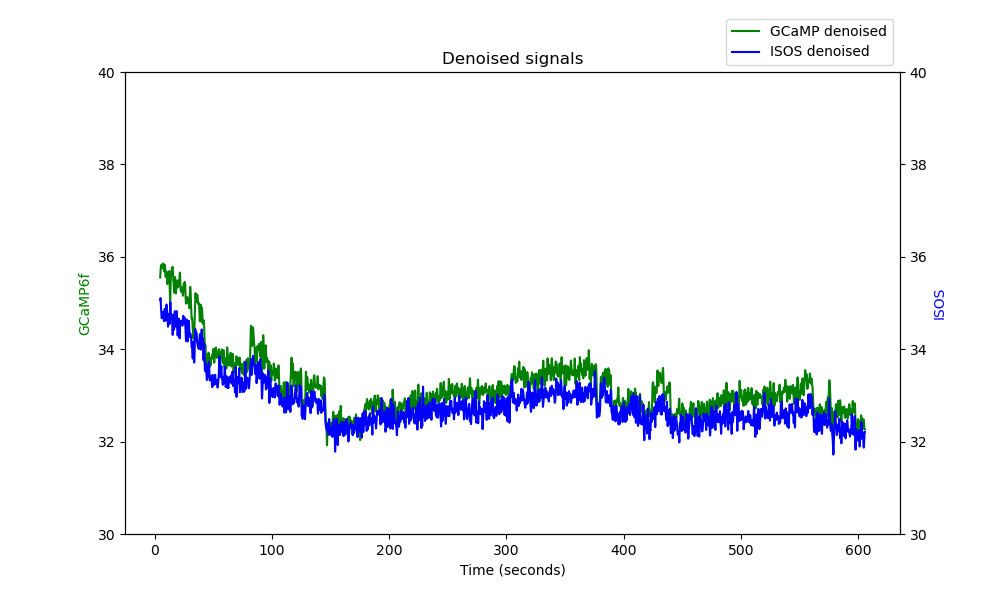 GCaMP denoised
ISOS denoised
Denoised signals
40
38
36
34
32
30
GCaMP6f
40
38
36
34
32
30
ISOS
0 100 200 300 400 500 600
Time (seconds)